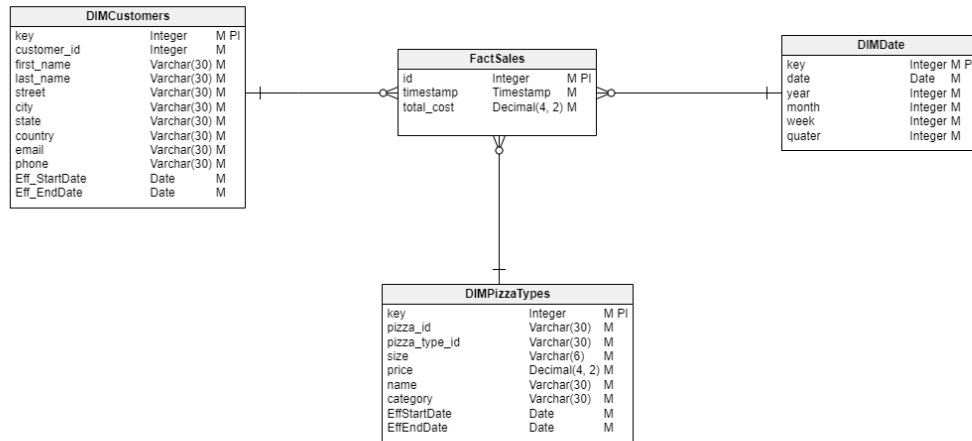 DIMCustomers
key Integer M PI
customer_id Integer M
first_name Varchar(30) M
last_name Varchar(30) M
street Varchar(30) M
city Varchar(30) M
state Varchar(30) M
country Varchar(30) M
email Varchar(30) M
phone Varchar(30) M
Eff_StartDate Date M
Eff_EndDate Date M
FactSales
id Integer M PI
timestamp Timestamp M
total_cost Decimal(4, 2) M
DIMDate
key Integer M P
date Date M
year Integer M
month Integer M
week Integer M
quater Integer M
DIMPizzaTypes
key Integer M PI
pizza_id Varchar(30) M
pizza_type_id Varchar(30) M
size Varchar(6) M
price Decimal(4, 2) M
name Varchar(30) M
category Varchar(30) M
EffStartDate Date M
EffEndDate Date M